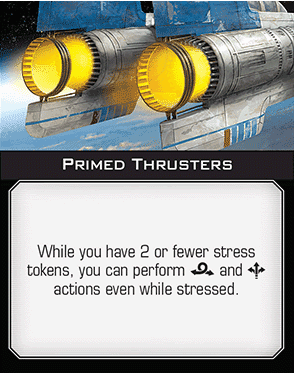 PRIMED THRUSTERS
While you have 2 or fewer stress
tokens, you can perform and
actions even while stressed.